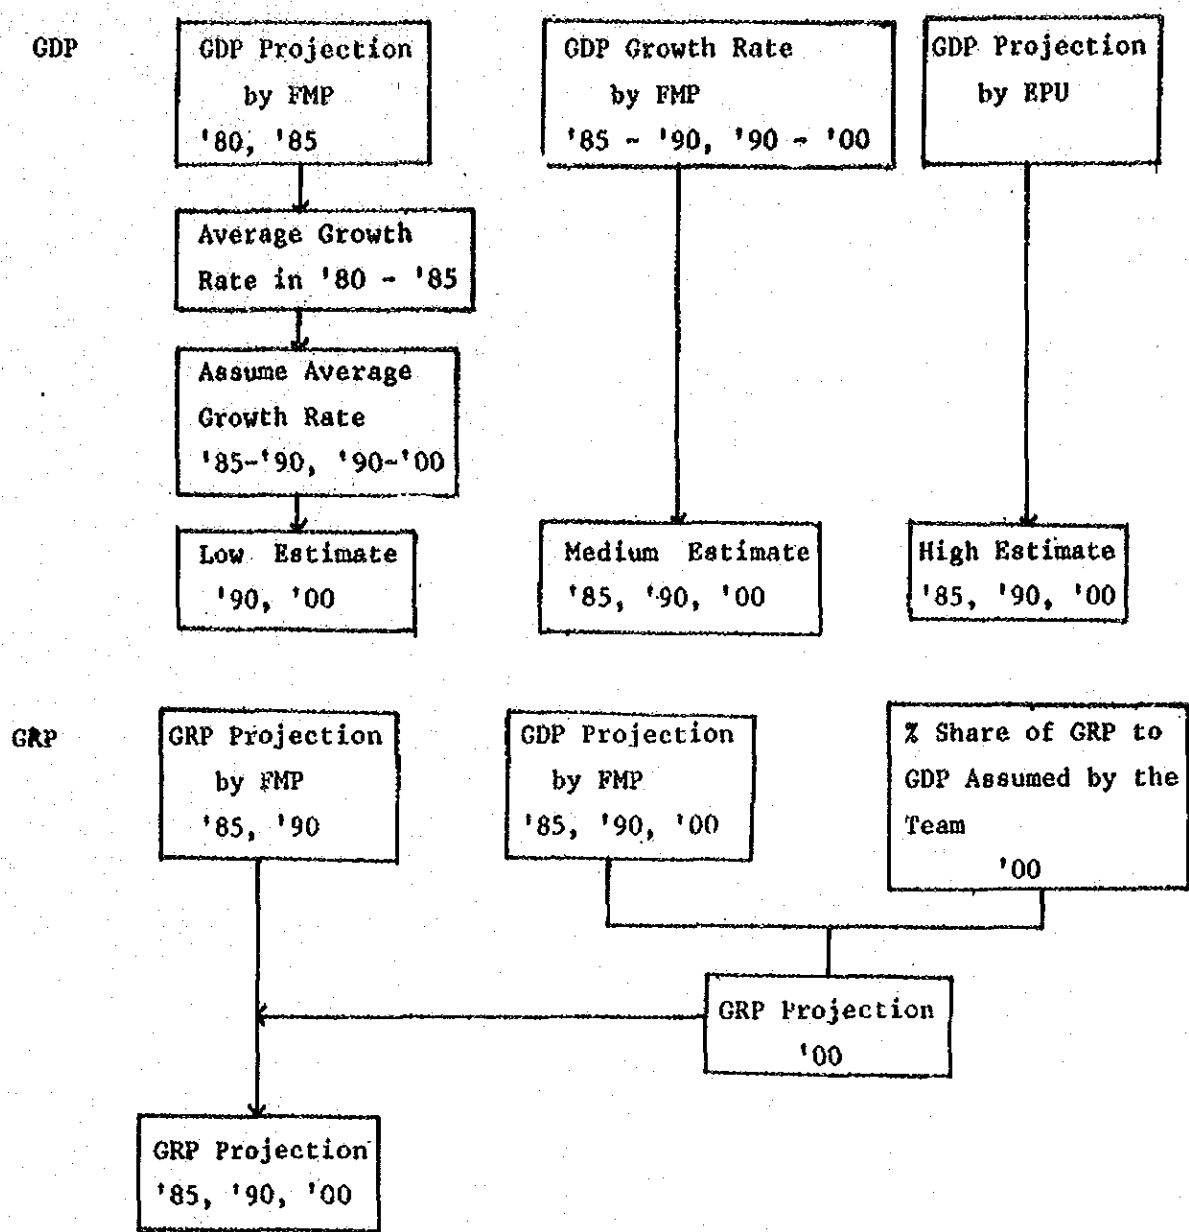 GDP
GDP Projection
by FMP
'80, '85
GDP Growth Rate
by FMP
'85 - '90, '90 - '00
GDP Projection
by EPU
Average Growth
Rate in '80 - '85
Assume Average
Growth Rate
'85-'90, '90-'00
Low Estimate
'90, '00
Medium Estimate
'85, '90, '00
High Estimate
'85, '90, '00
GRP
GRP Projection
by FMP
'85, '90
GDP Projection
by FMP
'85, '90, '00
% Share of GRP to
GDP Assumed by the
Team
'00
GRP Projection
'00
GRP Projection
'85, '90, '00